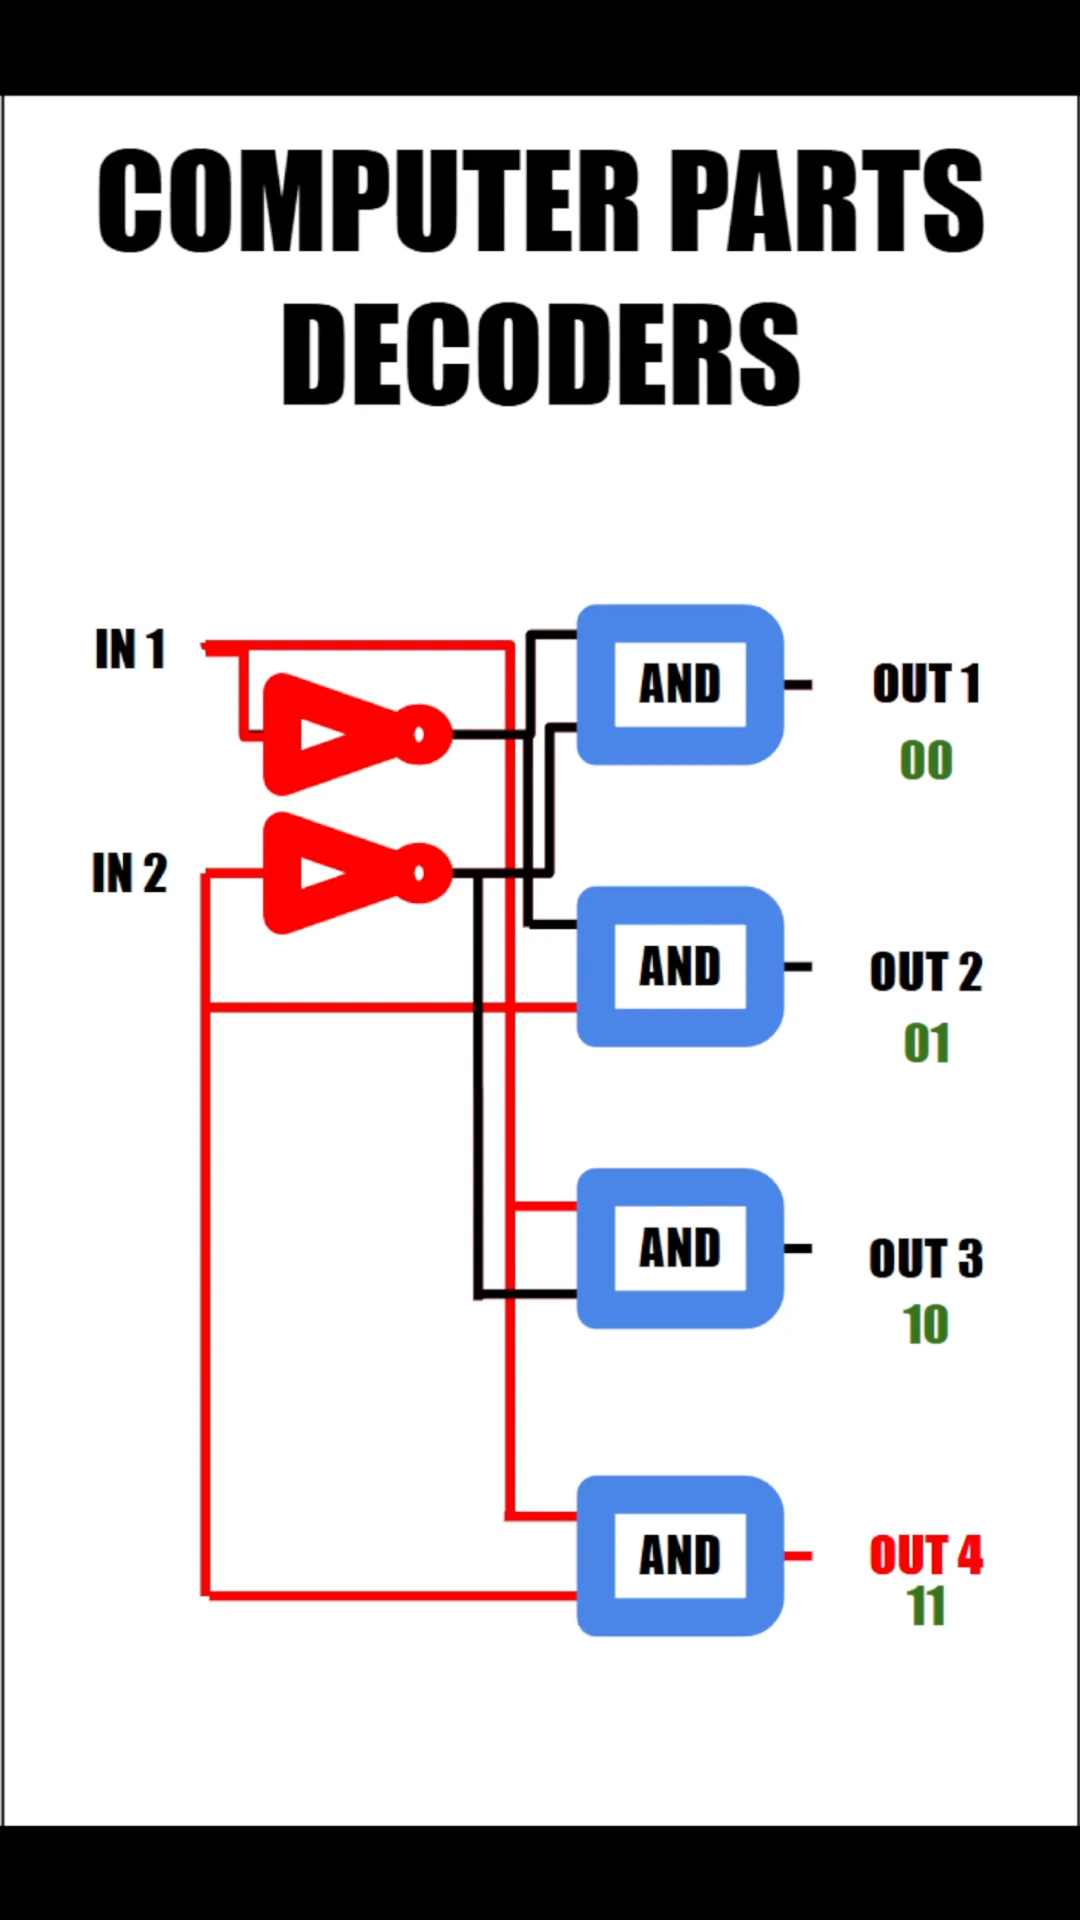 COMPUTER PARTS
DECODERS
IN 1
AND
OUT 1
00
IN 2
AND
OUT 2
01
AND
OUT 3
10
AND
OUT 4
11